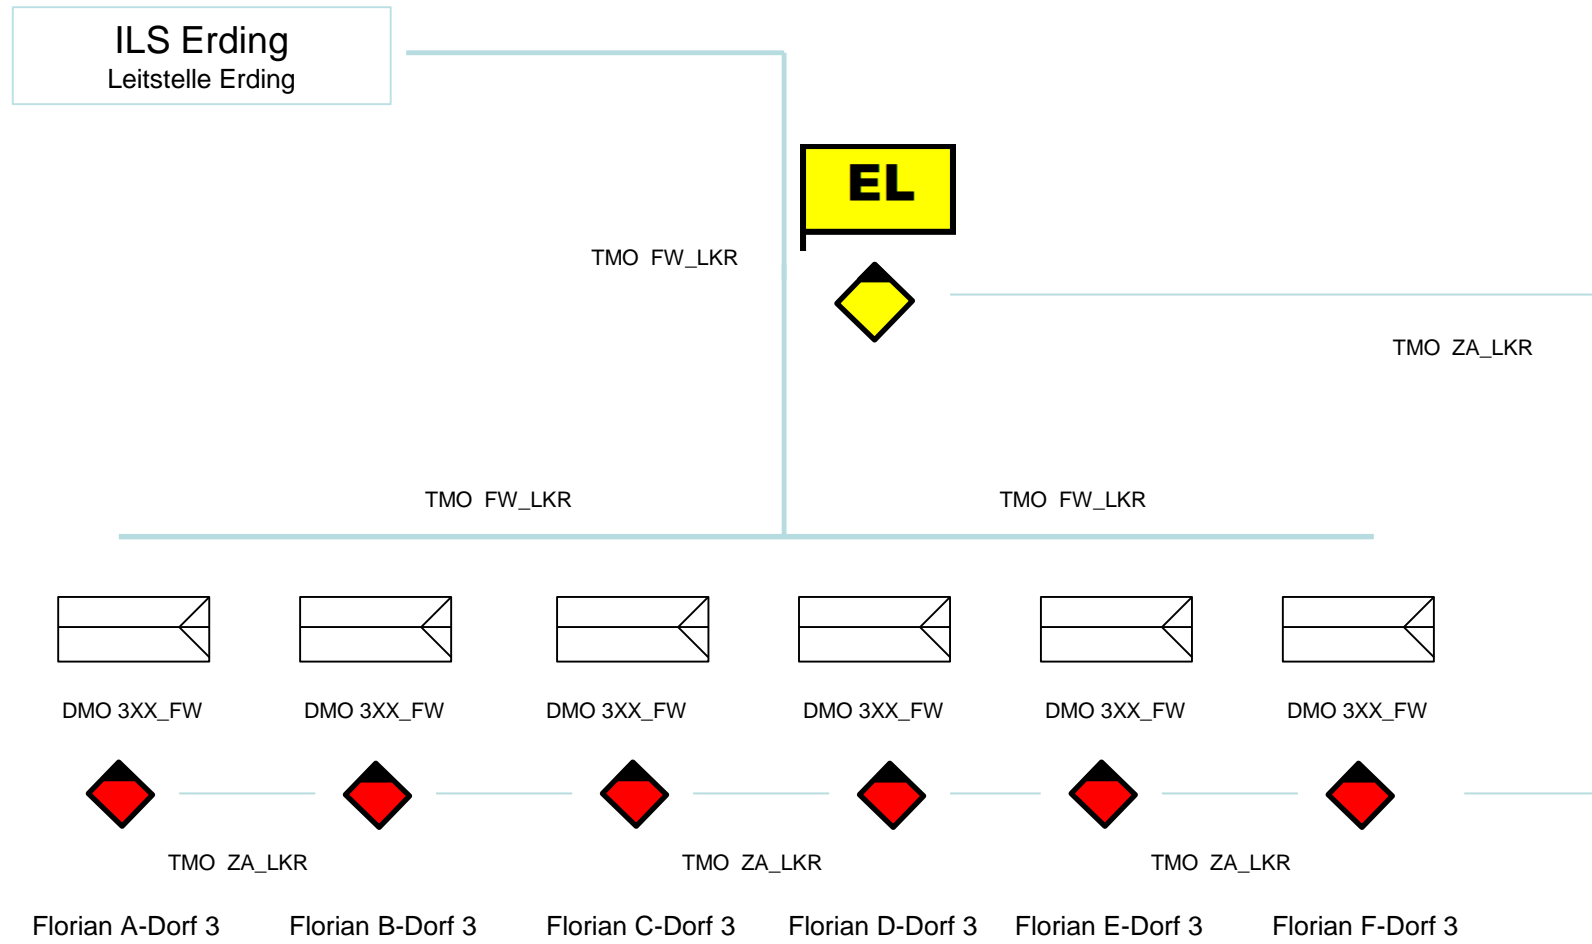 ILS Erding
Leitstelle Erding
EL
TMO FW_LKR
TMO ZA_LKR
TMO FW_LKR
TMO FW_LKR
DMO 3XX_FW
DMO 3XX_FW
DMO 3XX_FW
DMO 3XX_FW
DMO 3XX_FW
DMO 3XX_FW
TMO ZA_LKR
TMO ZA_LKR
TMO ZA_LKR
Florian A-Dorf 3
Florian B-Dorf 3
Florian C-Dorf 3
Florian D-Dorf 3
Florian E-Dorf 3
Florian F-Dorf 3